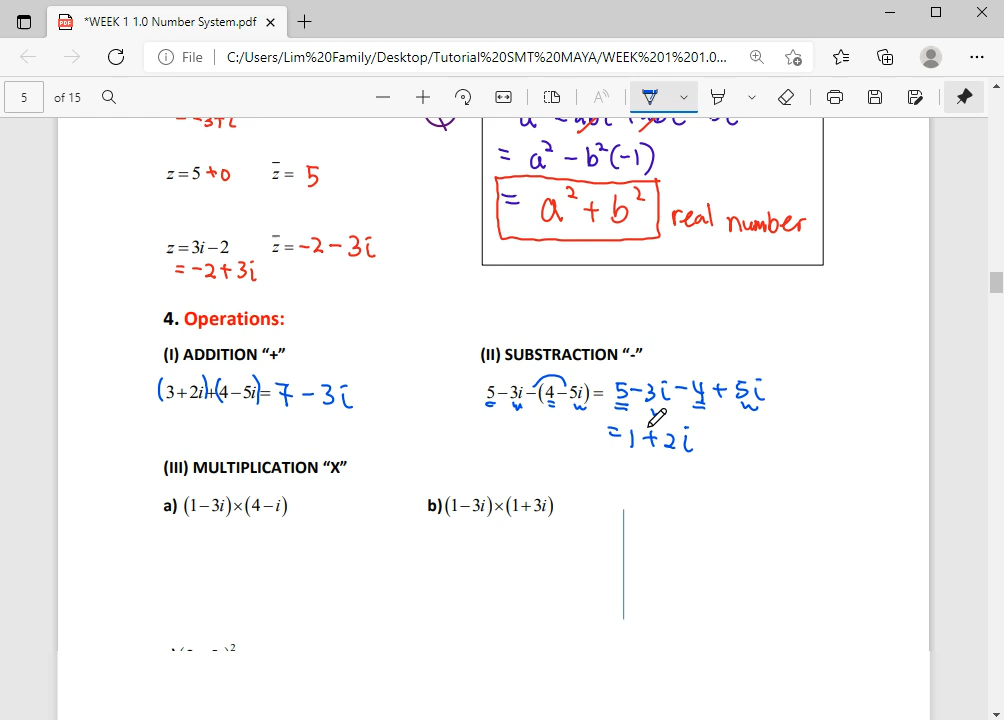 *WEEK 1 1.0 Number System.pdf
File C:/Users/Lim%20Family/Desktop/Tutorial%20SMT%20MAYA/WEEK%201%201.0...
5 of 15
= -3+i
= a² - b²(-1)
z = 5 +0 z̄ = 5
= a² + b² real number
z = 3i − 2 z̄ = -2 - 3i
= -2 + 3i
4. Operations:
(I) ADDITION “+” (II) SUBSTRACTION “-”
(3 + 2i)+(4 − 5i) = 7 - 3i 5 − 3i − (4 − 5i) = 5 - 3i - 4 + 5i
= 1 + 2i
(III) MULTIPLICATION “X”
a) (1 − 3i)×(4 − i) b) (1 − 3i)×(1 + 3i)